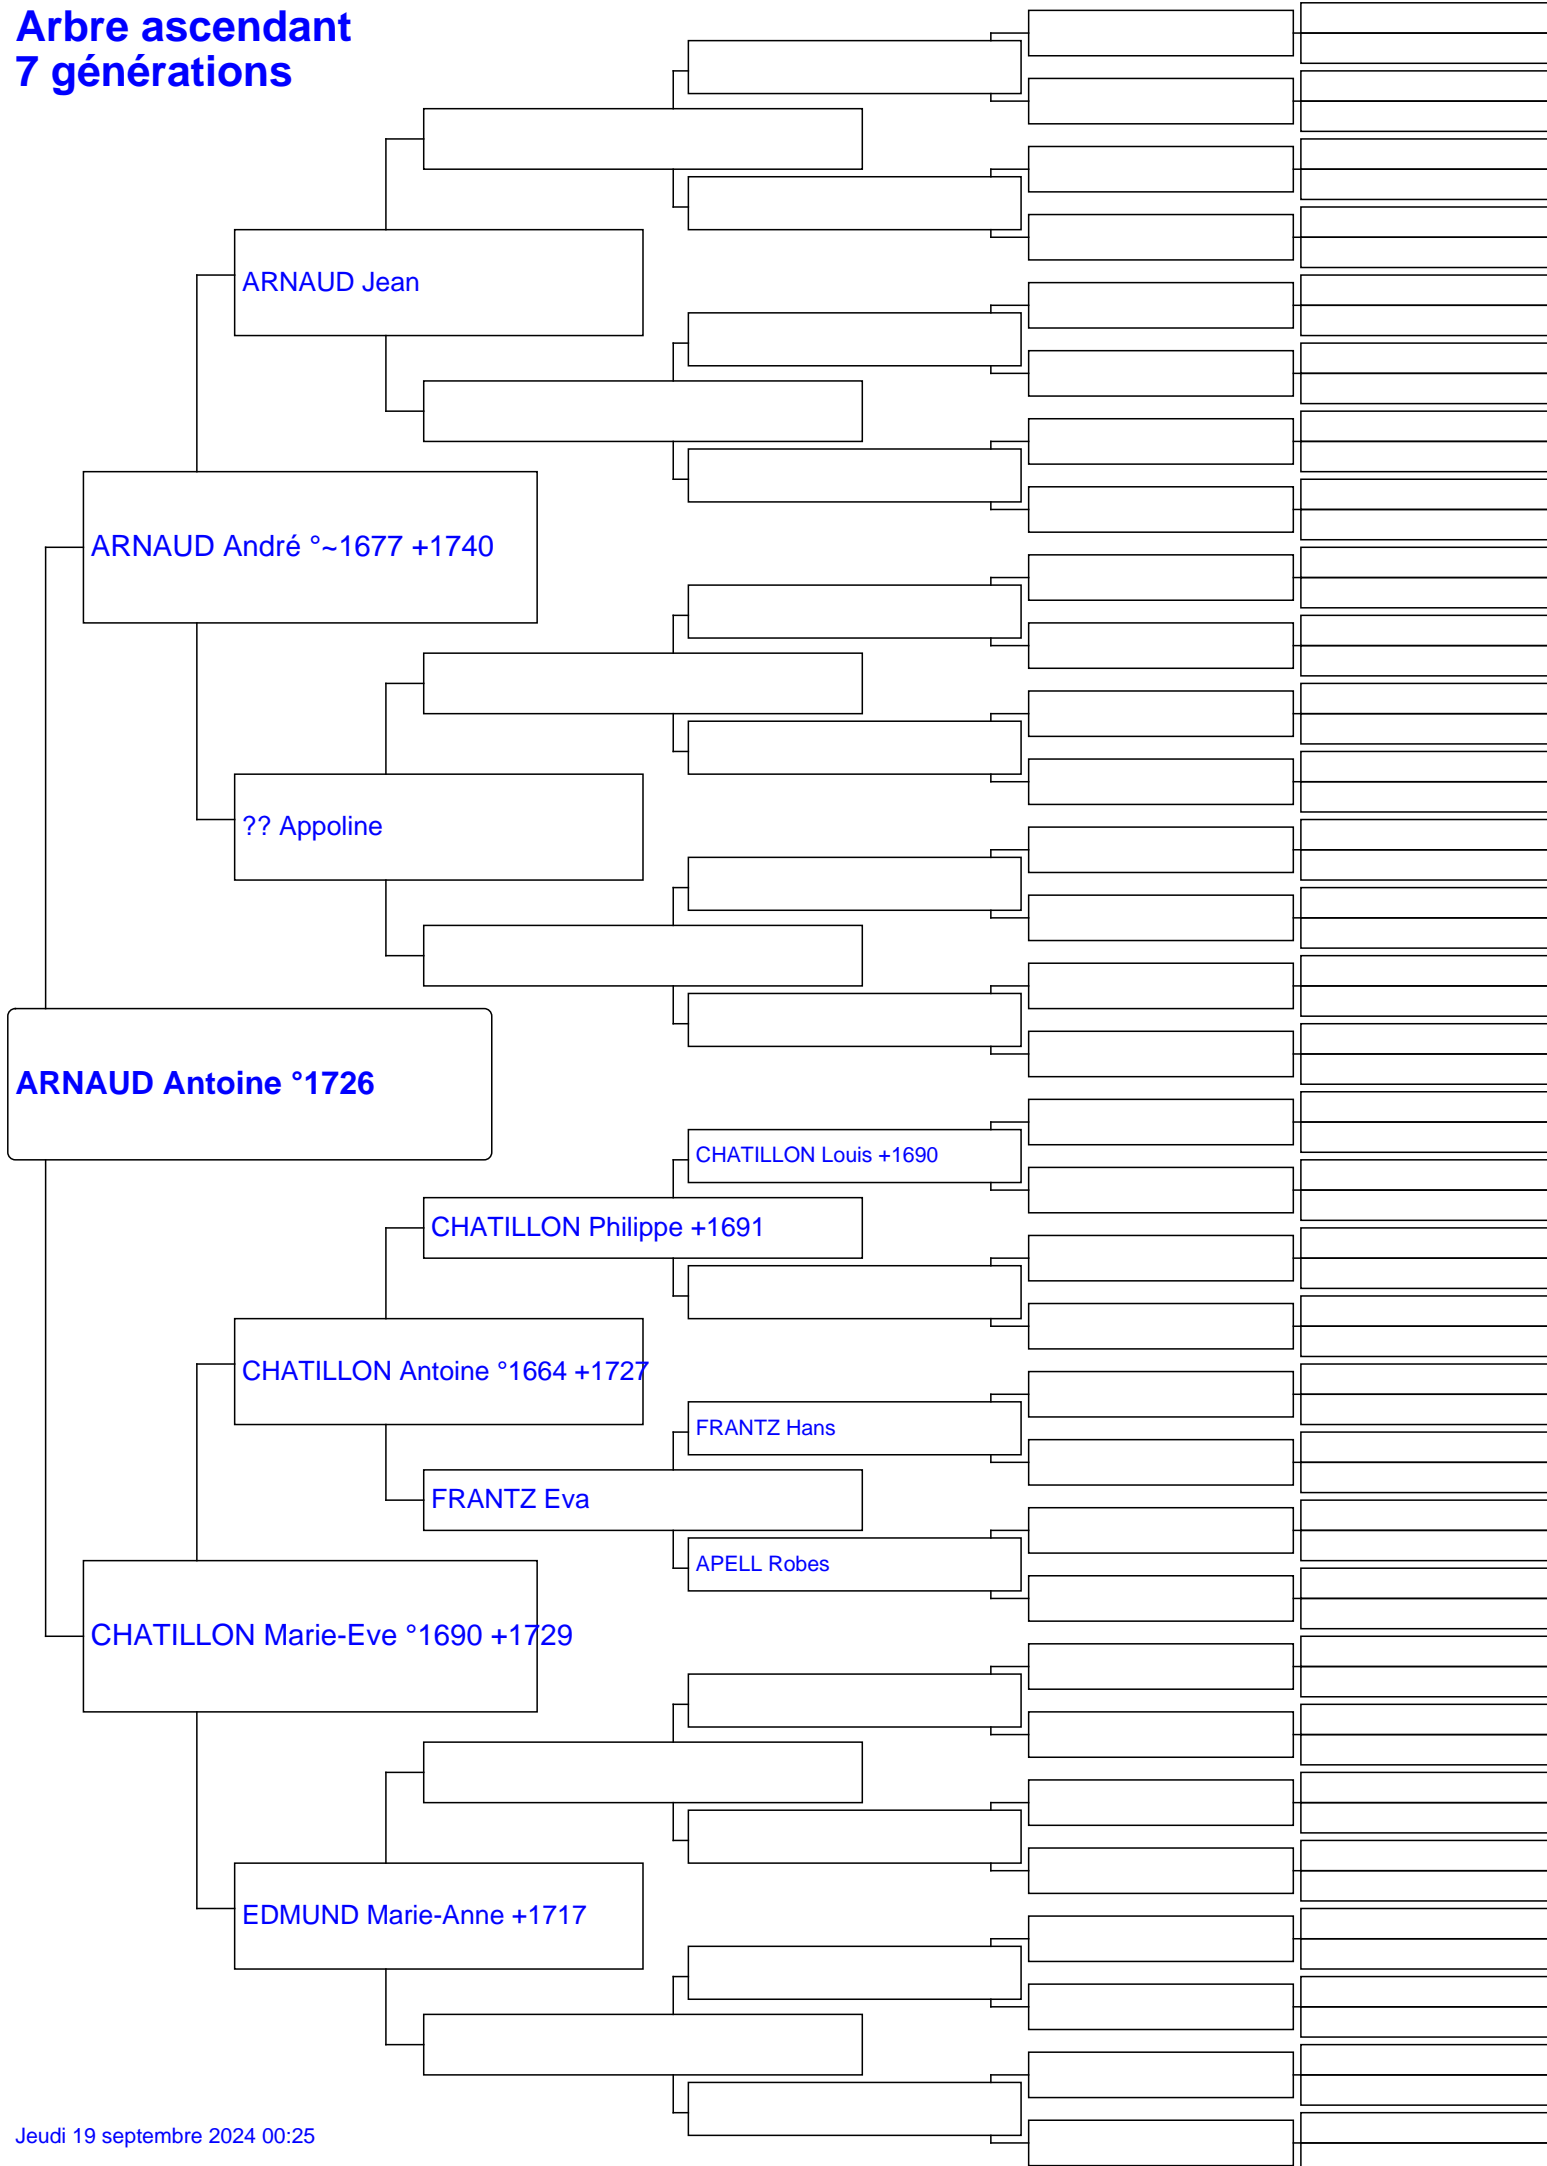 Arbre ascendant
7 générations
ARNAUD Jean
ARNAUD André °~1677 +1740
?? Appoline
ARNAUD Antoine °1726
CHATILLON Louis +1690
CHATILLON Philippe +1691
CHATILLON Antoine °1664 +1727
FRANTZ Hans
FRANTZ Eva
APELL Robes
CHATILLON Marie-Eve °1690 +1729
EDMUND Marie-Anne +1717
Jeudi 19 septembre 2024 00:25